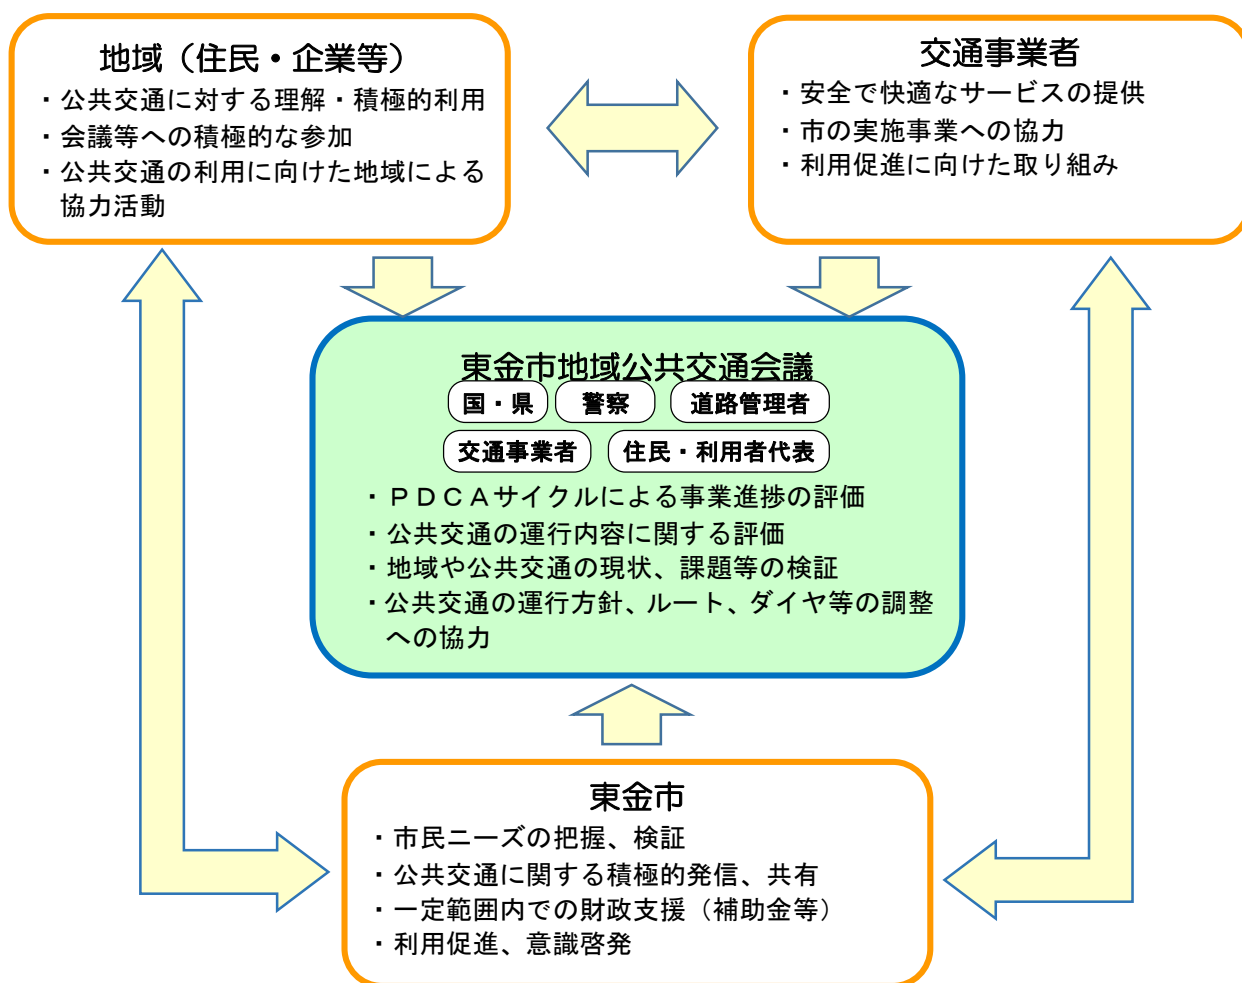 地域（住民・企業等）
・公共交通に対する理解・積極的利用
・会議等への積極的な参加
・公共交通の利用に向けた地域による
協力活動
交通事業者
・安全で快適なサービスの提供
・市の実施事業への協力
・利用促進に向けた取り組み
東金市地域公共交通会議
国・県 警察 道路管理者
交通事業者 住民・利用者代表
・ＰＤＣＡサイクルによる事業進捗の評価
・公共交通の運行内容に関する評価
・地域や公共交通の現状、課題等の検証
・公共交通の運行方針、ルート、ダイヤ等の調整
への協力
東金市
・市民ニーズの把握、検証
・公共交通に関する積極的発信、共有
・一定範囲内での財政支援（補助金等）
・利用促進、意識啓発